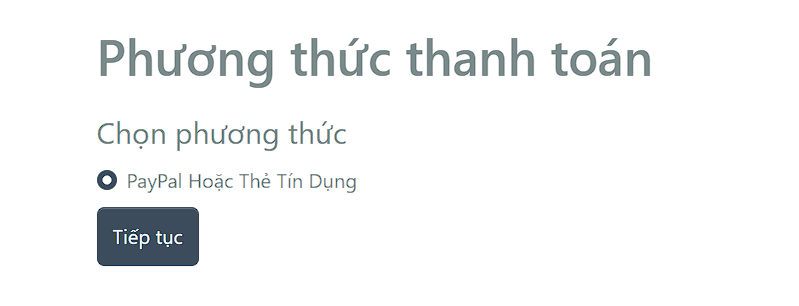 Phương thức thanh toán
Chọn phương thức
PayPal Hoặc Thẻ Tín Dụng
Tiếp tục